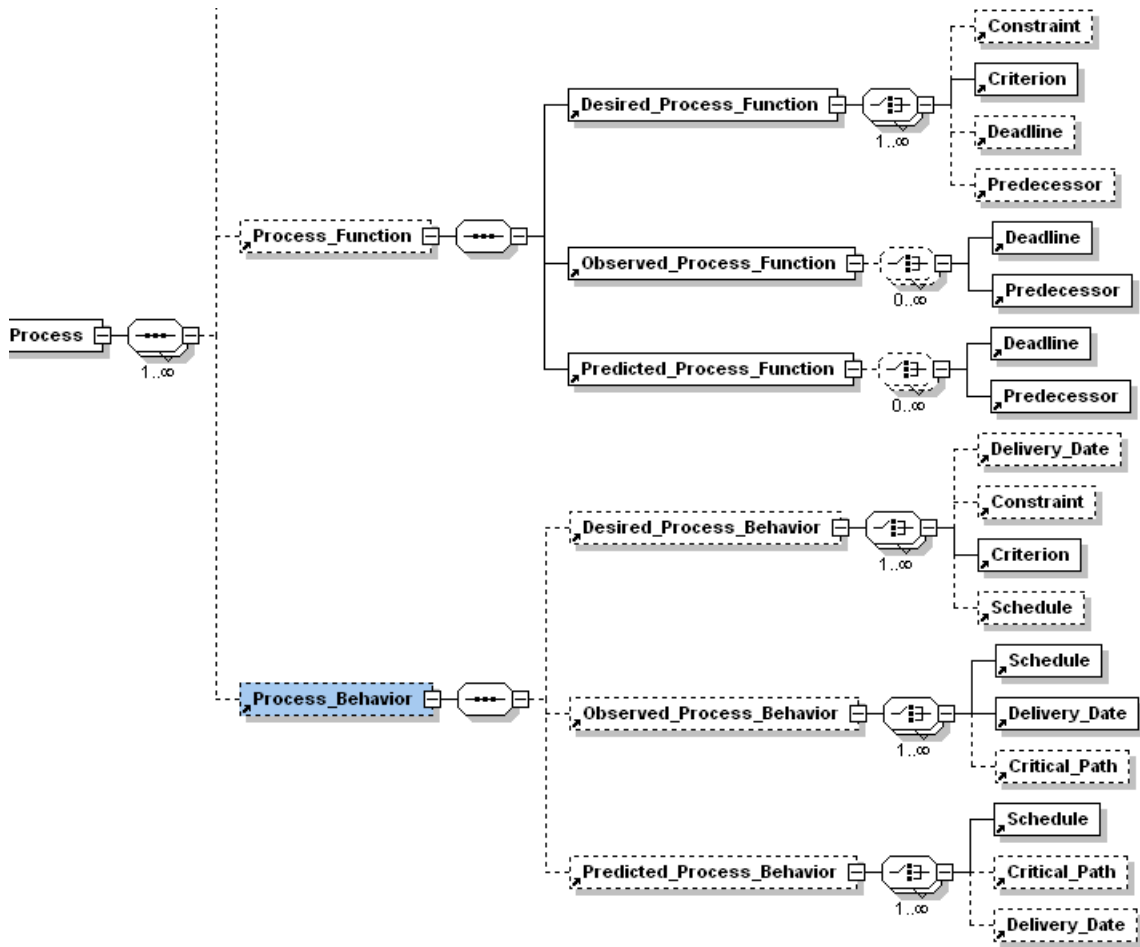 Constraint
Criterion
Desired_Process_Function
1..∞
Deadline
Predecessor
Process_Function
Observed_Process_Function
0..∞
Deadline
Predecessor
Process
1..∞
Predicted_Process_Function
0..∞
Deadline
Predecessor
Delivery_Date
Constraint
Desired_Process_Behavior
1..∞
Criterion
Schedule
Process_Behavior
Observed_Process_Behavior
1..∞
Schedule
Delivery_Date
Critical_Path
Predicted_Process_Behavior
1..∞
Schedule
Critical_Path
Delivery_Date